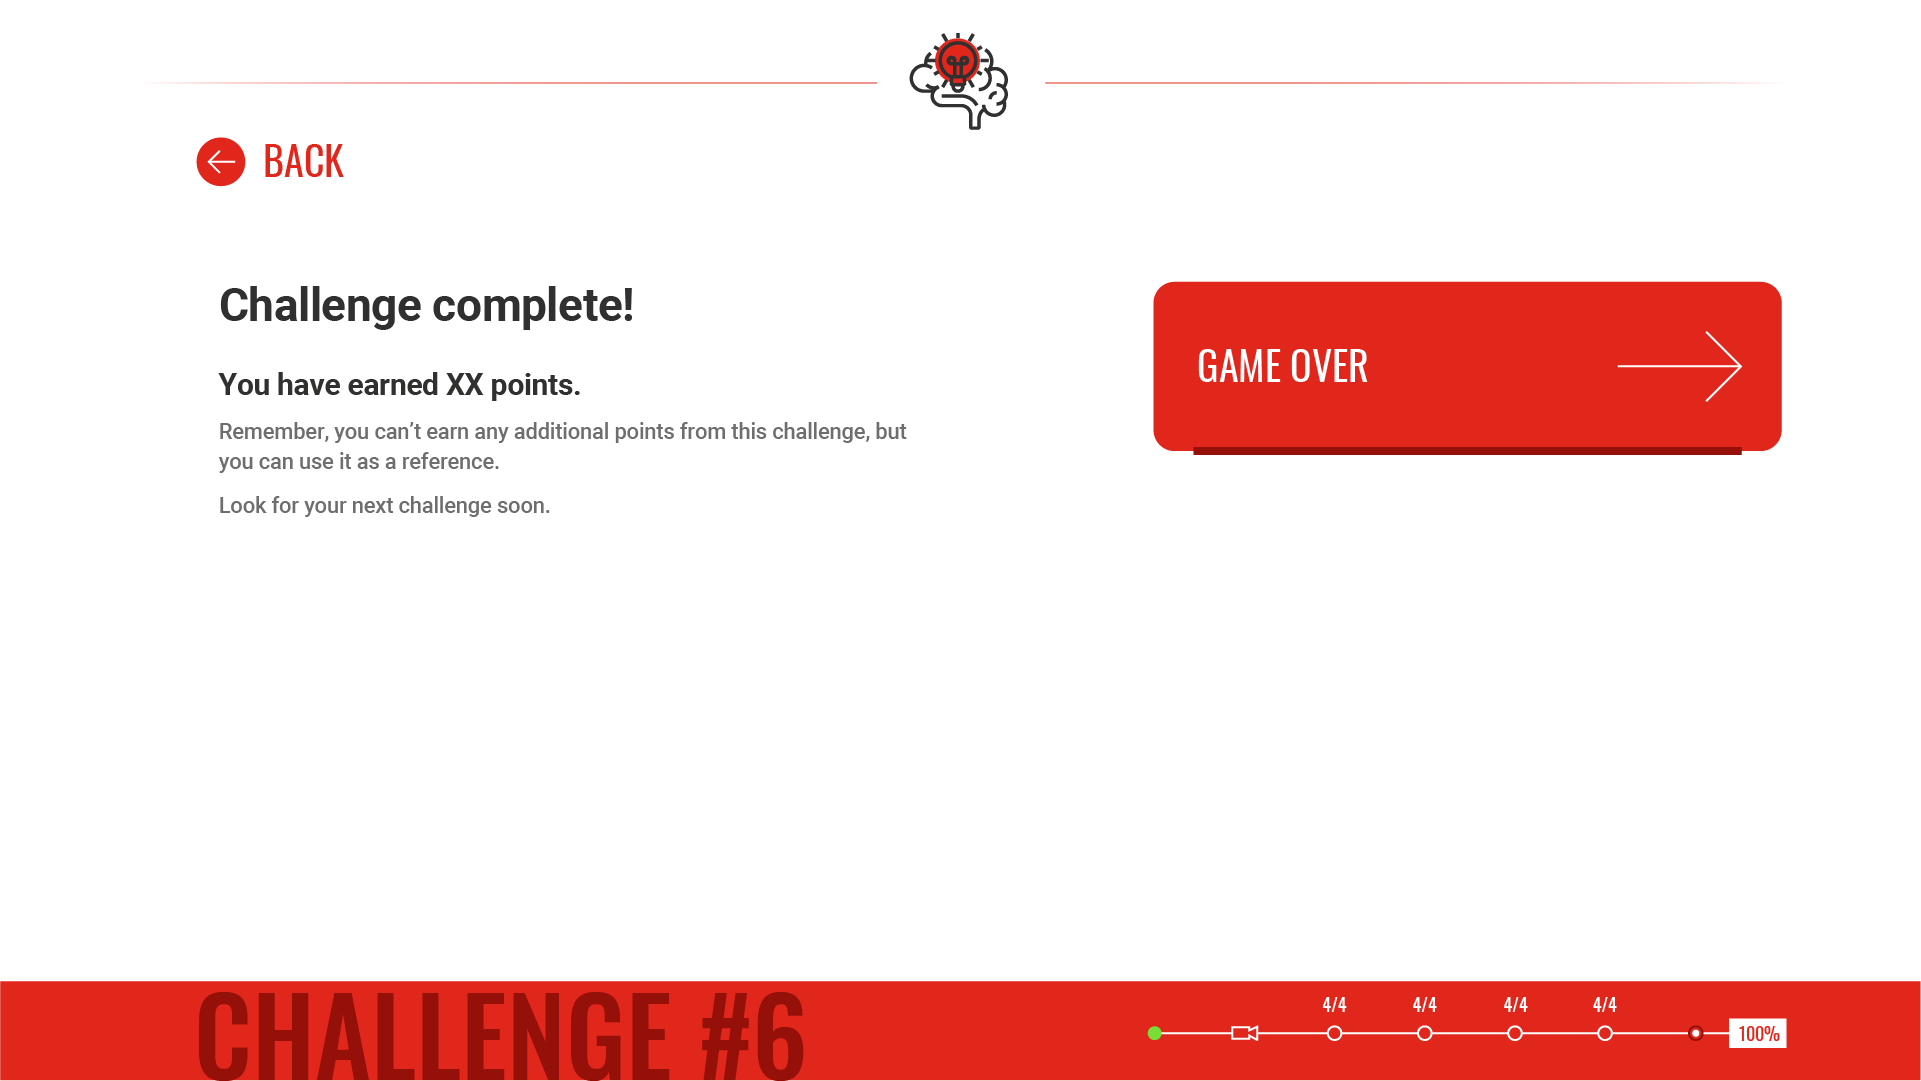 BACK
Challenge complete!
You have earned XX points.
Remember, you can’t earn any additional points from this challenge, but
you can use it as a reference.
Look for your next challenge soon.
GAME OVER
CHALLENGE #6
4/4 4/4 4/4 4/4
100%